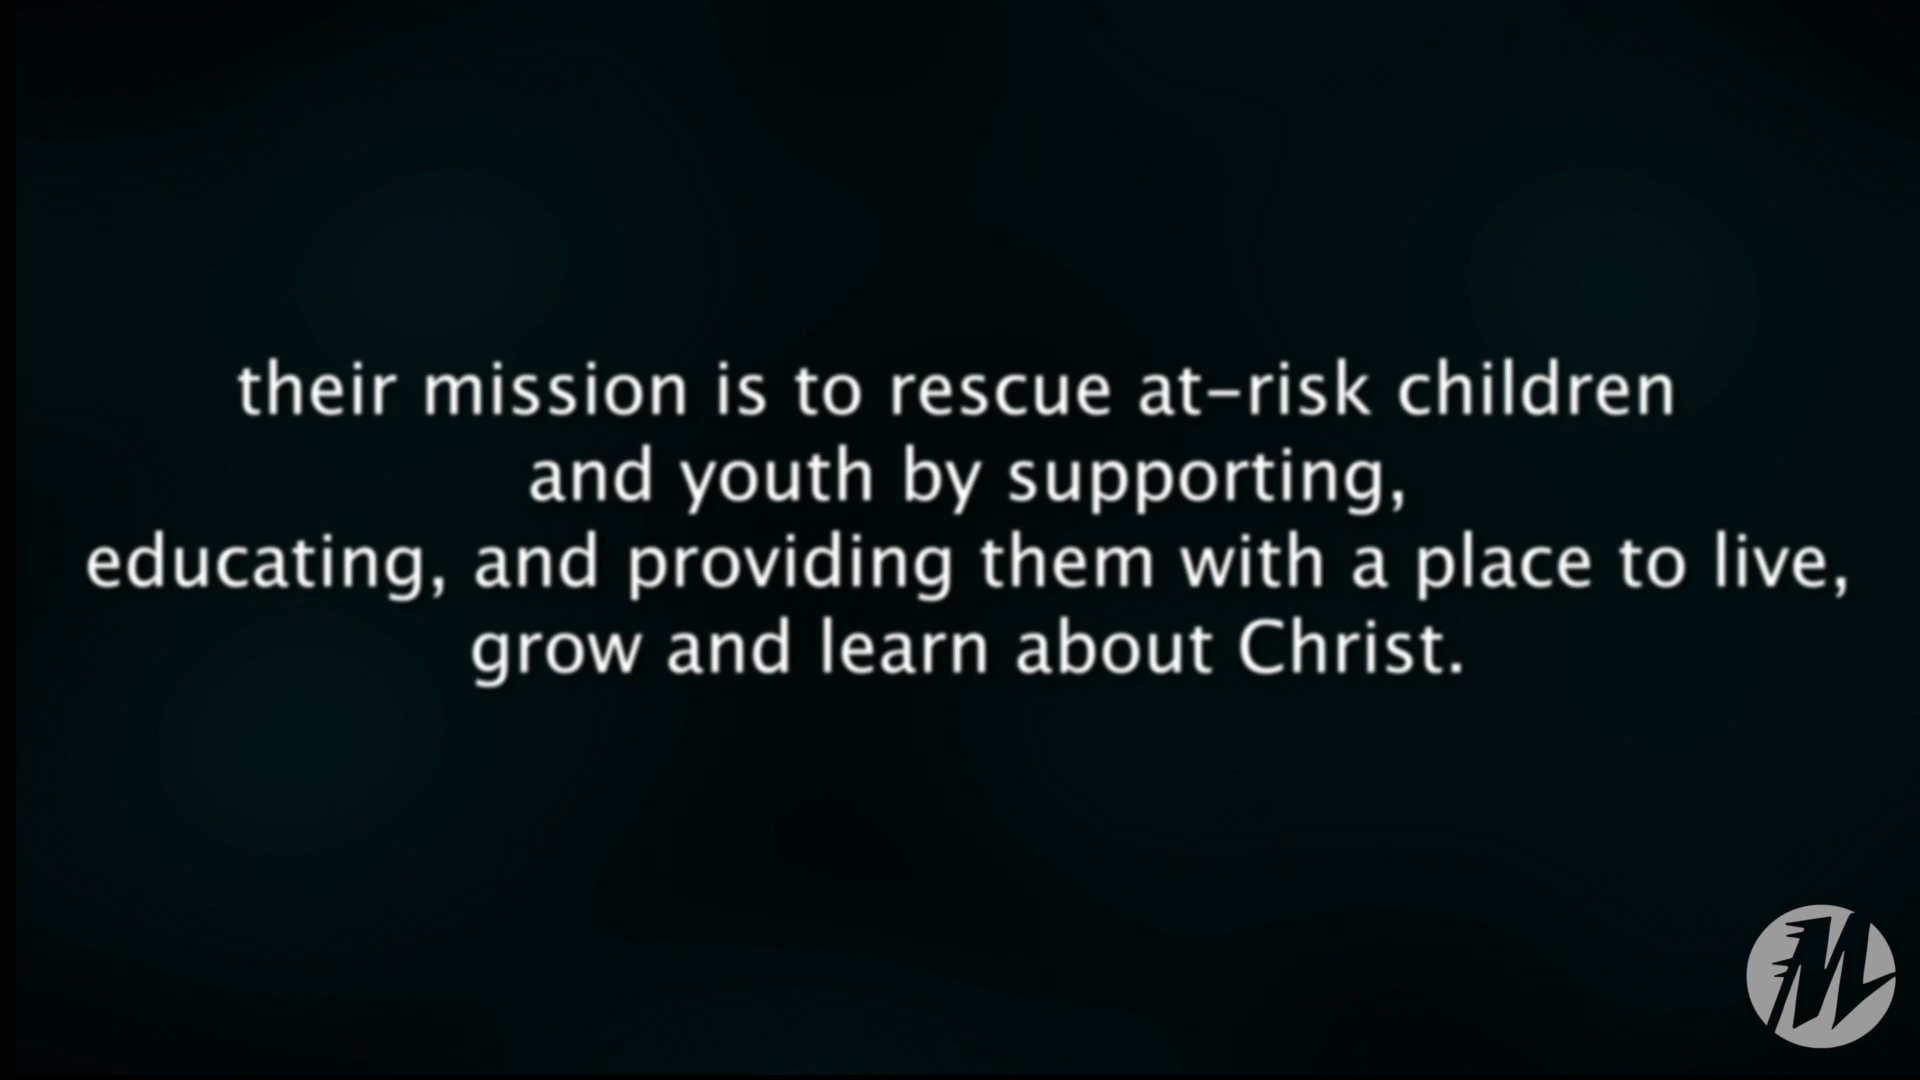 their mission is to rescue at-risk children
and youth by supporting,
educating, and providing them with a place to live,
grow and learn about Christ.
M